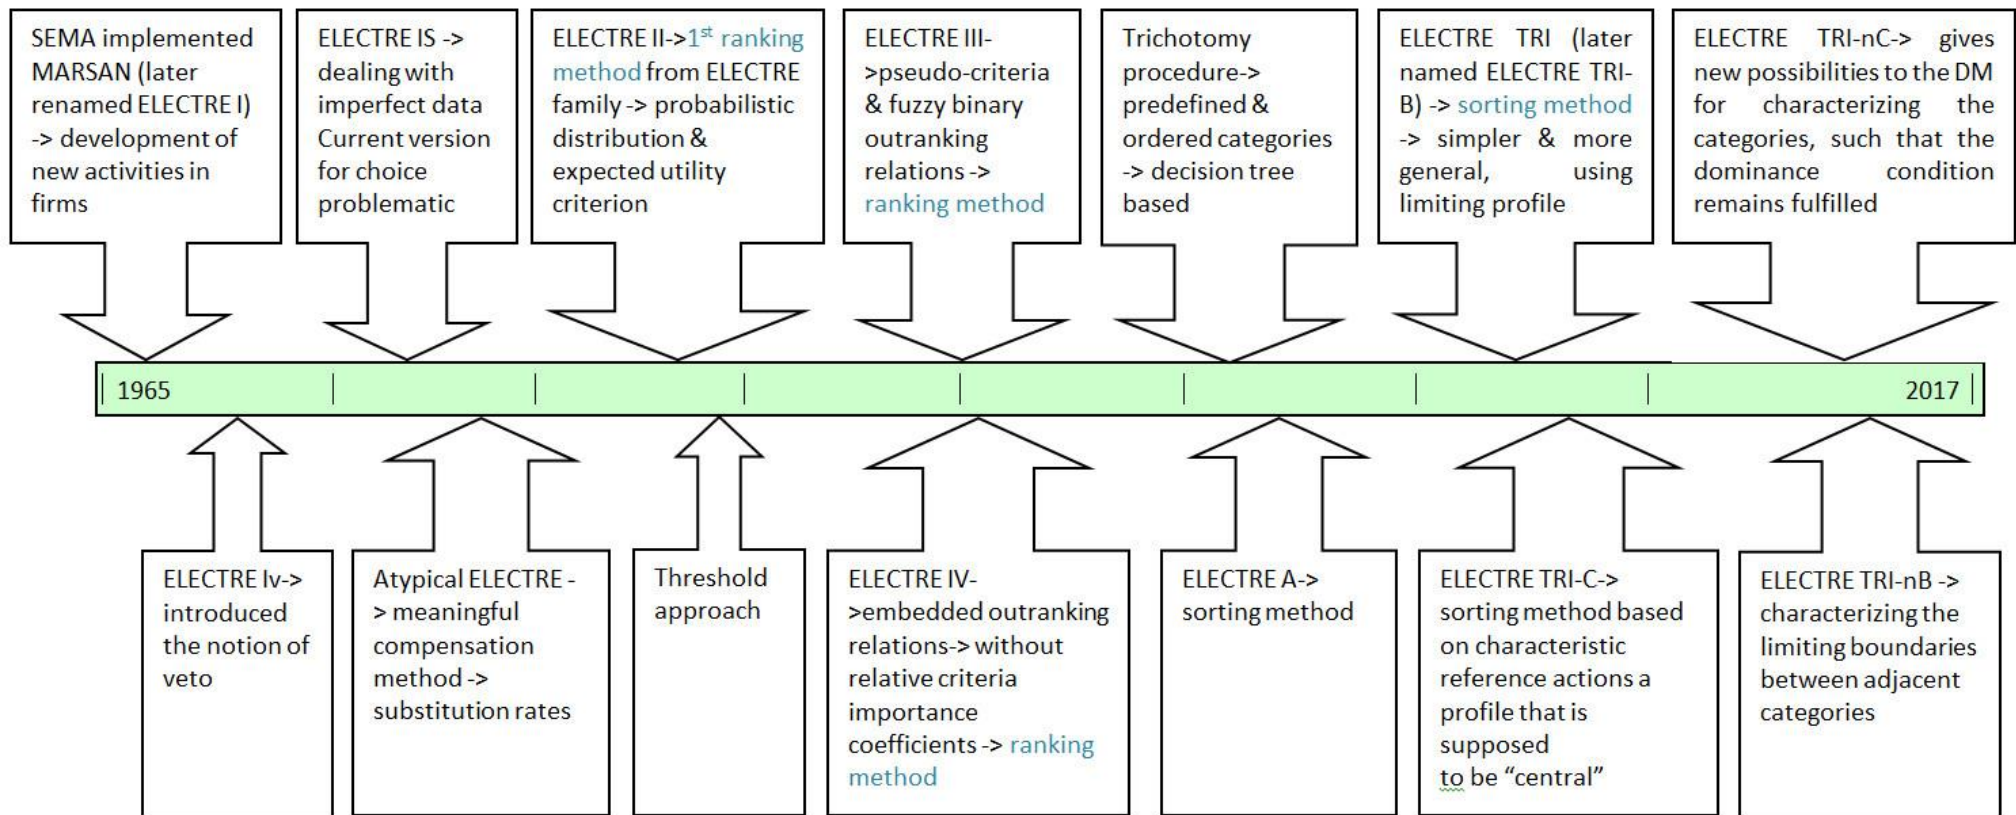 SEMA implemented
MARSAN (later
renamed ELECTRE I)
-> development of
new activities in
firms
ELECTRE IS ->
dealing with
imperfect data
Current version
for choice
problematic
ELECTRE II->1st ranking
method from ELECTRE
family -> probabilistic
distribution &
expected utility
criterion
ELECTRE III-
>pseudo-criteria
& fuzzy binary
outranking
relations ->
ranking method
Trichotomy
procedure->
predefined &
ordered categories
-> decision tree
based
ELECTRE TRI (later
named ELECTRE TRI-
B) -> sorting method
-> simpler & more
general, using
limiting profile
ELECTRE TRI-nC-> gives
new possibilities to the DM
for characterizing the
categories, such that the
dominance condition
remains fulfilled
1965
2017
ELECTRE Iv->
introduced
the notion of
veto
Atypical ELECTRE -
> meaningful
compensation
method ->
substitution rates
Threshold
approach
ELECTRE IV-
>embedded outranking
relations-> without
relative criteria
importance
coefficients -> ranking
method
ELECTRE A->
sorting method
ELECTRE TRI-C->
sorting method based
on characteristic
reference actions a
profile that is
supposed
to be “central”
ELECTRE TRI-nB ->
characterizing the
limiting boundaries
between adjacent
categories